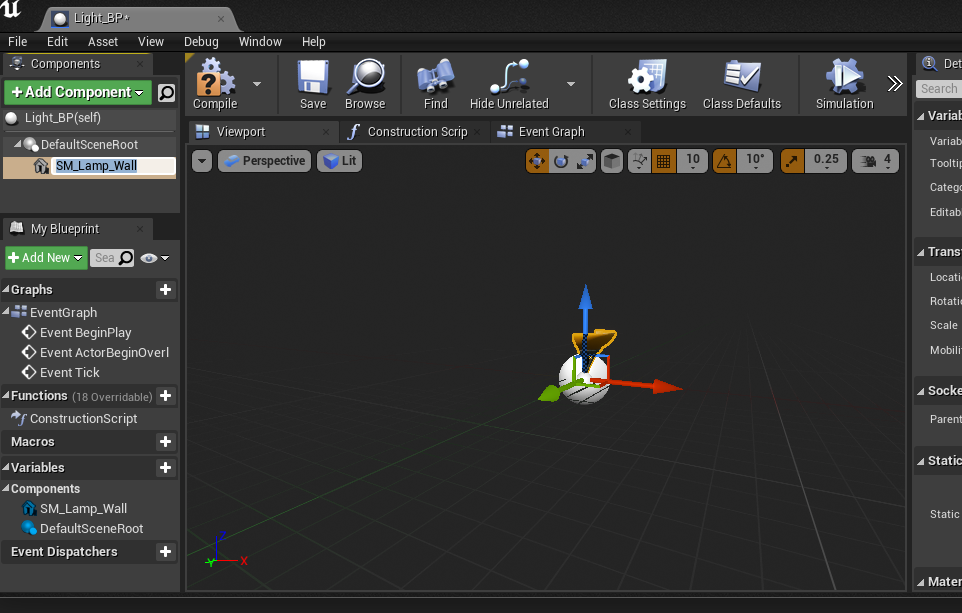 Light_BP*
File Edit Asset View Debug Window Help
Components
+Add Component
Light_BP(self)
DefaultSceneRoot
SM_Lamp_Wall
My Blueprint
+Add New
Sea
Graphs
EventGraph
Event BeginPlay
Event ActorBeginOverl
Event Tick
Functions (18 Overridable)
ConstructionScript
Macros
Variables
Components
SM_Lamp_Wall
DefaultSceneRoot
Event Dispatchers
Compile Save Browse Find Hide Unrelated Class Settings Class Defaults Simulation
Viewport Construction Scrip Event Graph
Perspective Lit 10 10° 0.25 4
Z
X
Y
Det
Search
Variab
Variab
Tooltip
Catego
Editab
Transf
Locati
Rotati
Scale
Mobili
Socke
Parent
Static
Static
Mater